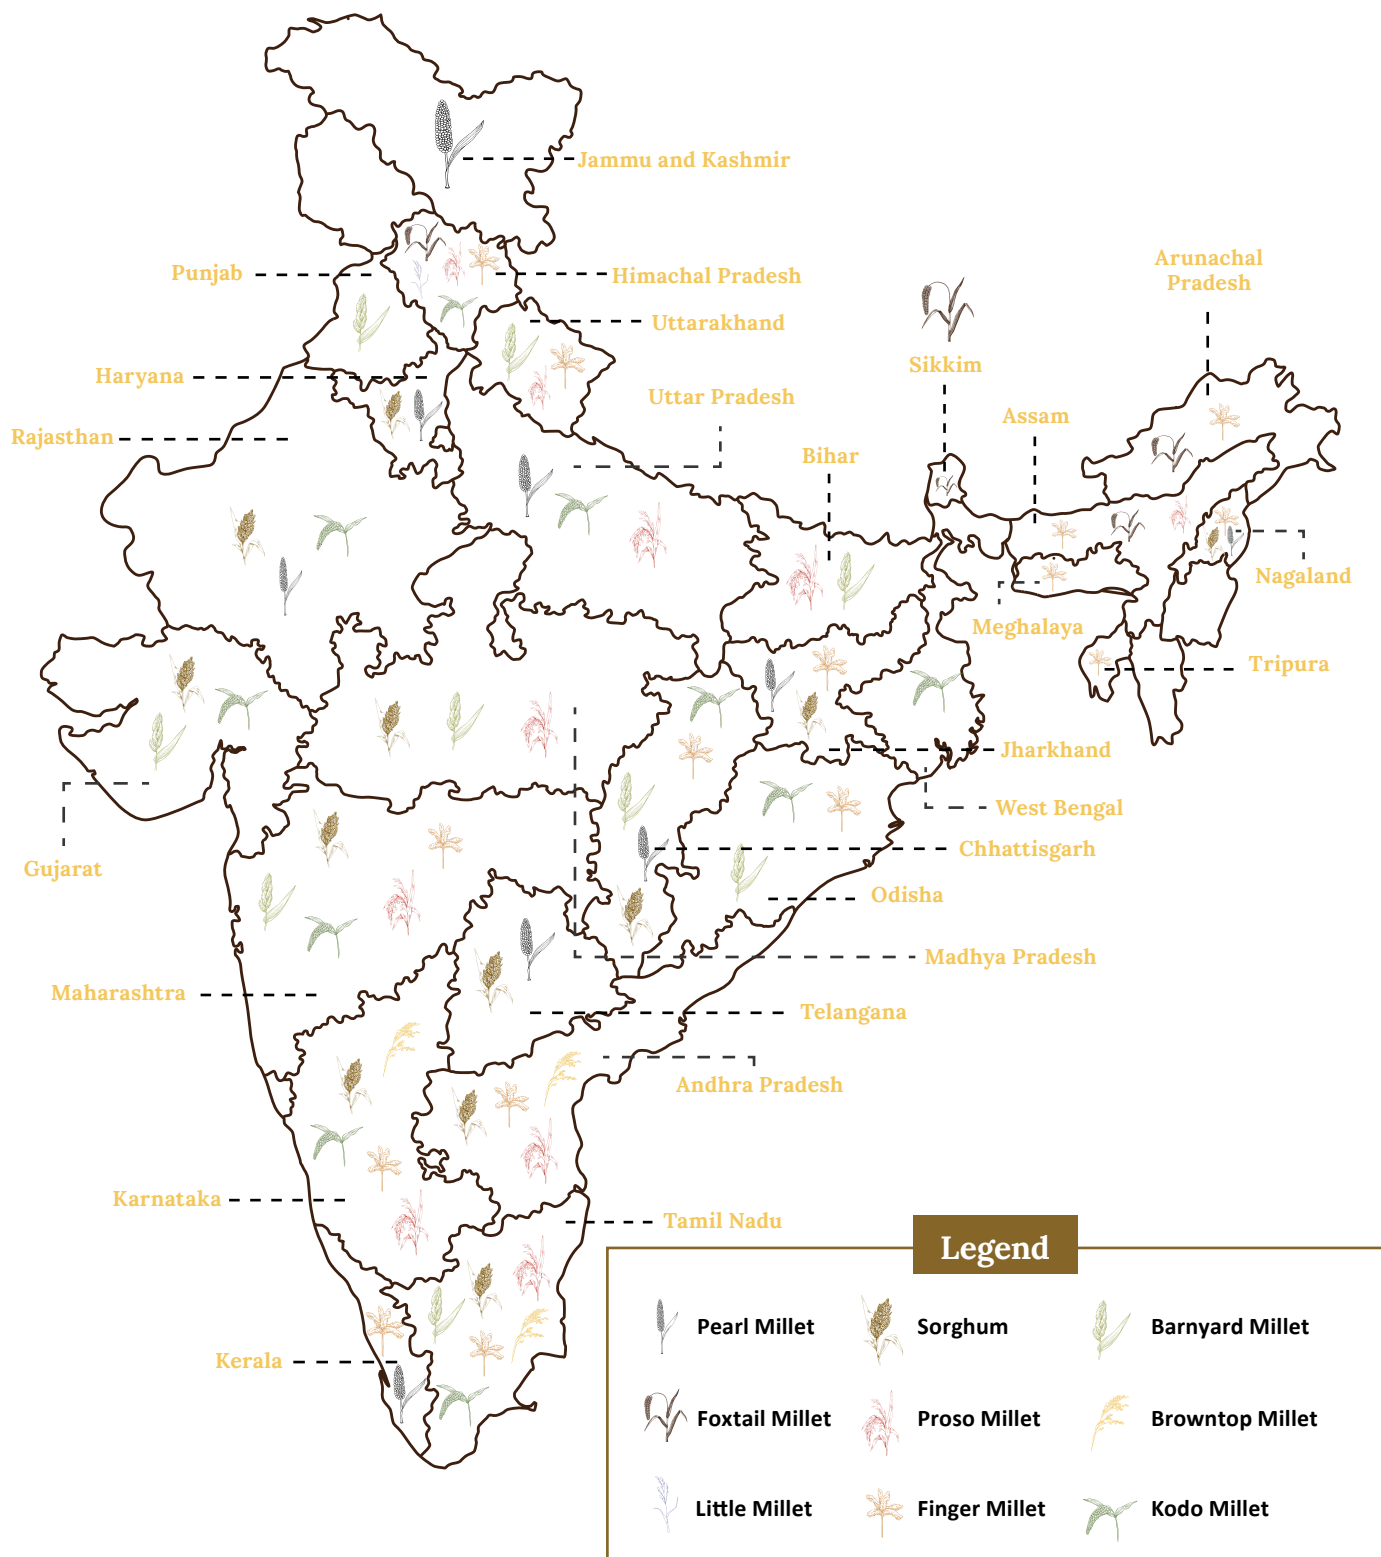 Jammu and Kashmir
Punjab
Himachal Pradesh
Arunachal
Pradesh
Uttarakhand
Sikkim
Haryana
Uttar Pradesh
Assam
Rajasthan
Bihar
Nagaland
Meghalaya
Tripura
Jharkhand
West Bengal
Chhattisgarh
Gujarat
Odisha
Madhya Pradesh
Maharashtra
Telangana
Andhra Pradesh
Karnataka
Tamil Nadu
Kerala
Legend
Pearl Millet
Sorghum
Barnyard Millet
Foxtail Millet
Proso Millet
Browntop Millet
Little Millet
Finger Millet
Kodo Millet